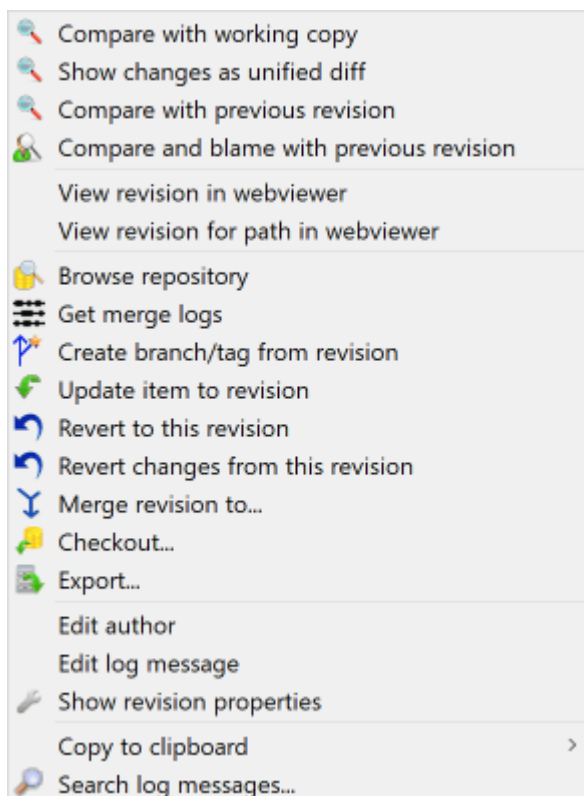 Compare with working copy
Show changes as unified diff
Compare with previous revision
Compare and blame with previous revision
View revision in webviewer
View revision for path in webviewer
Browse repository
Get merge logs
Create branch/tag from revision
Update item to revision
Revert to this revision
Revert changes from this revision
Merge revision to...
Checkout...
Export...
Edit author
Edit log message
Show revision properties
Copy to clipboard
Search log messages...